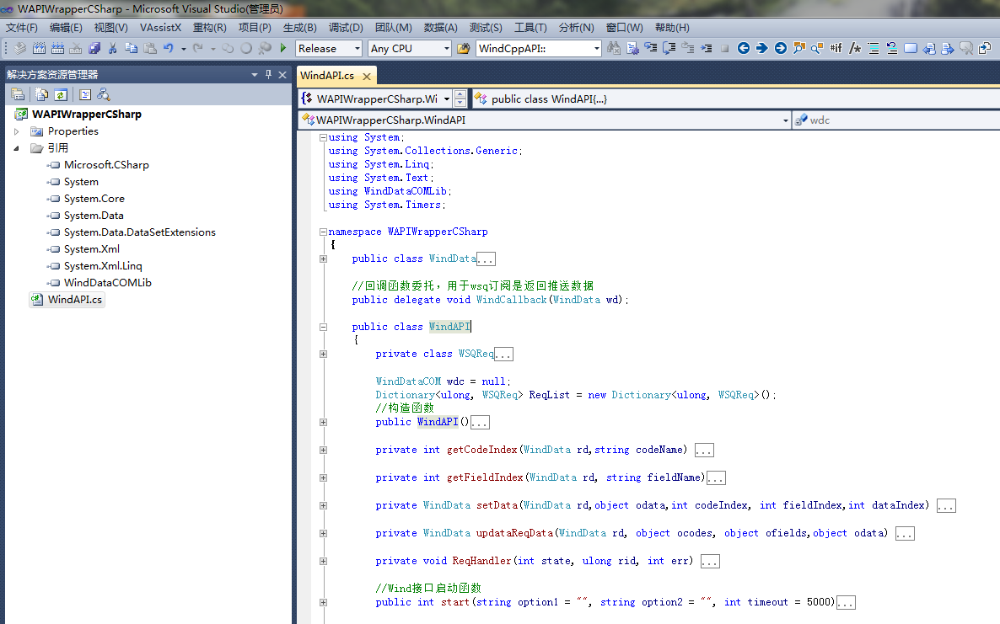 WAPIWrapperCSharp - Microsoft Visual Studio(管理员)
文件(F) 编辑(E) 视图(V) VAssistX 重构(R) 项目(P) 生成(B) 调试(D) 团队(M) 数据(A) 测试(S) 工具(T) 分析(N) 窗口(W) 帮助(H)
Release Any CPU WindCppAPI:: #if /*
解决方案资源管理器
WAPIWrapperCSharp
Properties
引用
Microsoft.CSharp
System
System.Core
System.Data
System.Data.DataSetExtensions
System.Xml
System.Xml.Linq
WindDataCOMLib
WindAPI.cs
WindAPI.cs
WAPIWrapperCSharp.Wi public class WindAPI{...}
WAPIWrapperCSharp.WindAPI wdc
using System;
using System.Collections.Generic;
using System.Linq;
using System.Text;
using WindDataCOMLib;
using System.Timers;
namespace WAPIWrapperCSharp
{
public class WindData...
//回调函数委托，用于wsq订阅是返回推送数据
public delegate void WindCallback(WindData wd);
public class WindAPI
{
private class WSQReq...
WindDataCOM wdc = null;
Dictionary<ulong, WSQReq> ReqList = new Dictionary<ulong, WSQReq>();
//构造函数
public WindAPI()...
private int getCodeIndex(WindData rd,string codeName) ...
private int getFieldIndex(WindData rd, string fieldName)...
private WindData setData(WindData rd,object odata,int codeIndex, int fieldIndex,int dataIndex) ...
private WindData updataReqData(WindData rd, object ocodes, object ofields,object odata) ...
private void ReqHandler(int state, ulong rid, int err) ...
//Wind接口启动函数
public int start(string option1 = "", string option2 = "", int timeout = 5000)...